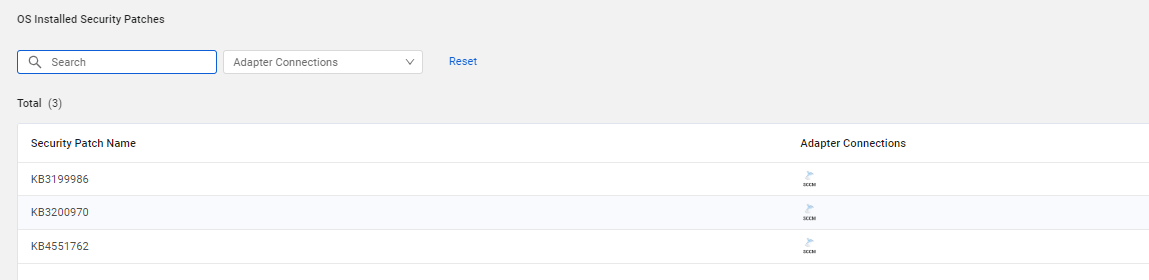 OS Installed Security Patches
Search
Adapter Connections
Reset
Total (3)
Security Patch Name
Adapter Connections
KB3199986
SCCM
KB3200970
SCCM
KB4551762
SCCM